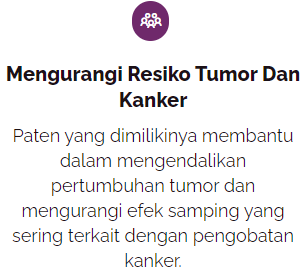 Mengurangi Resiko Tumor Dan
Kanker
Paten yang dimilikinya membantu
dalam mengendalikan
pertumbuhan tumor dan
mengurangi efek samping yang
sering terkait dengan pengobatan
kanker.